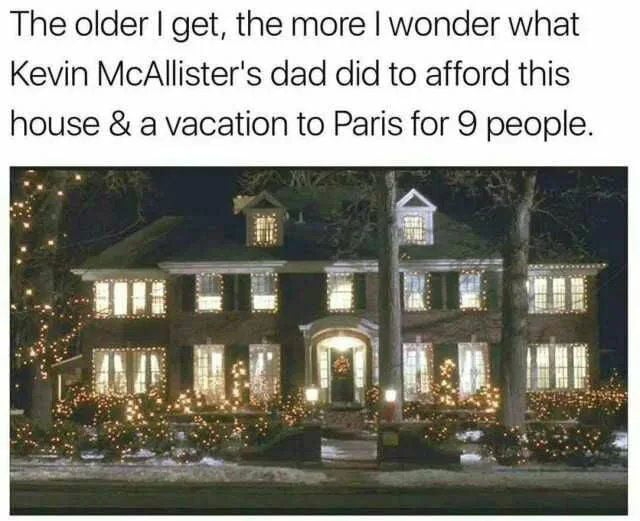 The older I get, the more I wonder what
Kevin McAllister's dad did to afford this
house & a vacation to Paris for 9 people.